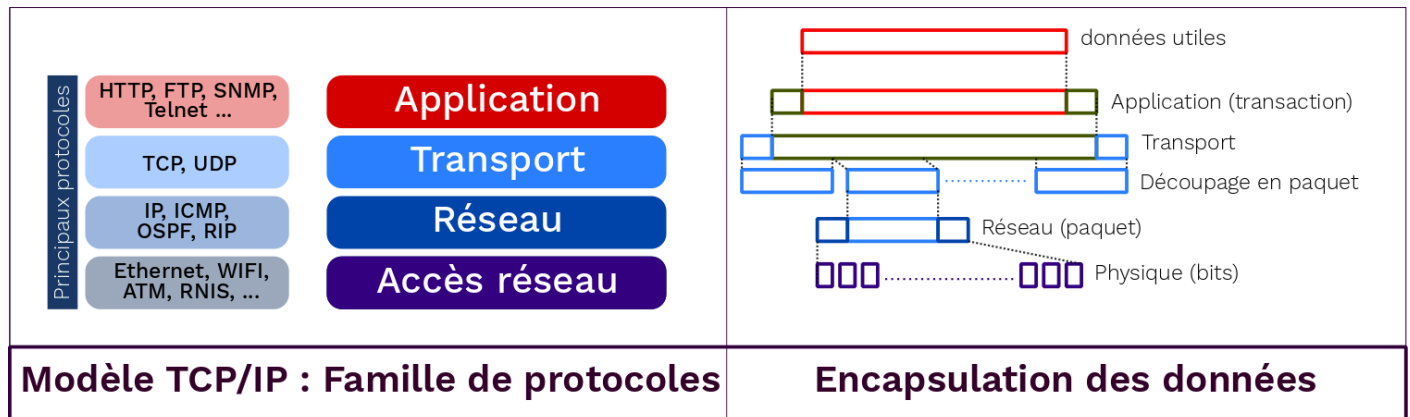 Principaux protocoles
HTTP, FTP, SNMP,
Telnet ...
Application
TCP, UDP
Transport
IP, ICMP,
OSPF, RIP
Réseau
Ethernet, WIFI,
ATM, RNIS, ...
Accès réseau
Modèle TCP/IP : Famille de protocoles
données utiles
Application (transaction)
Transport
Découpage en paquet
Réseau (paquet)
Physique (bits)
Encapsulation des données